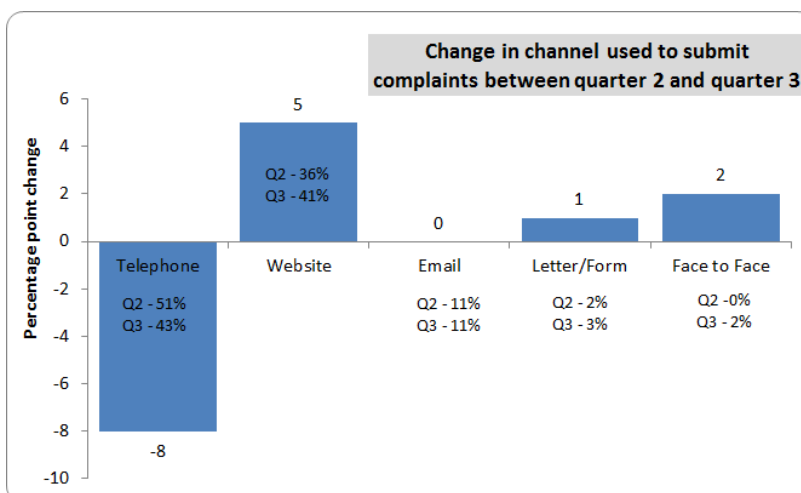 Change in channel used to submit
complaints between quarter 2 and quarter 3
Percentage point change
6
4
2
0
-2
-4
-6
-8
-10
5
0
1
2
-8
Q2 - 36%
Q3 - 41%
Telephone
Website
Email
Letter/Form
Face to Face
Q2 - 51%
Q3 - 43%
Q2 - 11%
Q3 - 11%
Q2 - 2%
Q3 - 3%
Q2 -0%
Q3 - 2%